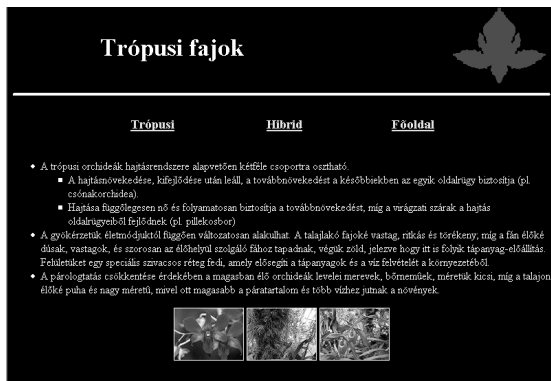 Trópusi fajok
Trópusi Hibrid Főoldal
A trópusi orchideák hajtásrendszere alapvetően kétféle csoportra osztható.
A hajtásnövekedése, kifejlődése után leáll, a továbbnövekedést a későbbiekben az egyik oldalrügy biztosítja (pl.
csónakorchidea).
Hajtása függőlegesen nő és folyamatosan biztosítja a továbbnövekedést, míg a virágzati szárak a hajtás
oldalrügyeiből fejlődnek (pl. pillekosbor)
A gyökérzetük életmódjuktól függően változatosan alakulhat. A talajlakó fajoké vastag, ritkás és törékeny; míg a fán élőké
dúsak, vastagok, és szorosan az élőhelyül szolgáló fához tapadnak, végük zöld, jelezve hogy itt is folyik tápanyag-előállítás.
Felületüket egy speciális szivacsos réteg fedi, amely elősegíti a tápanyagok és a víz felvételét a környezetéből.
A párologtatás csökkentése érdekében a magasban élő orchideák levelei merevek, bőrneműek, méretük kicsi, míg a talajon
élőké puha és nagy méretű, mivel ott magasabb a páratartalom és több vízhez jutnak a növények.